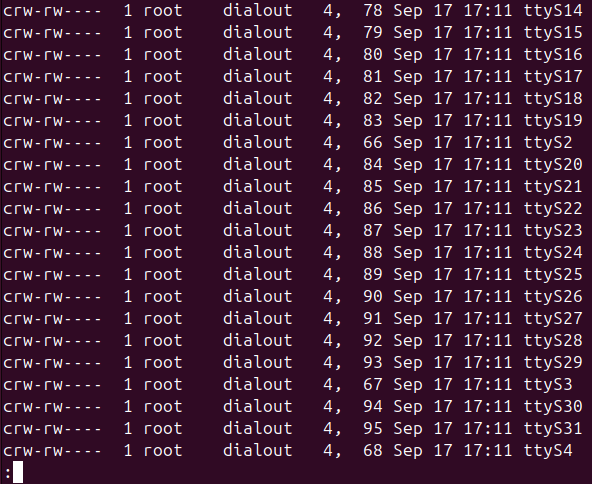 crw-rw----  1 root    dialout   4,  78 Sep 17 17:11 ttyS14
crw-rw----  1 root    dialout   4,  79 Sep 17 17:11 ttyS15
crw-rw----  1 root    dialout   4,  80 Sep 17 17:11 ttyS16
crw-rw----  1 root    dialout   4,  81 Sep 17 17:11 ttyS17
crw-rw----  1 root    dialout   4,  82 Sep 17 17:11 ttyS18
crw-rw----  1 root    dialout   4,  83 Sep 17 17:11 ttyS19
crw-rw----  1 root    dialout   4,  66 Sep 17 17:11 ttyS2
crw-rw----  1 root    dialout   4,  84 Sep 17 17:11 ttyS20
crw-rw----  1 root    dialout   4,  85 Sep 17 17:11 ttyS21
crw-rw----  1 root    dialout   4,  86 Sep 17 17:11 ttyS22
crw-rw----  1 root    dialout   4,  87 Sep 17 17:11 ttyS23
crw-rw----  1 root    dialout   4,  88 Sep 17 17:11 ttyS24
crw-rw----  1 root    dialout   4,  89 Sep 17 17:11 ttyS25
crw-rw----  1 root    dialout   4,  90 Sep 17 17:11 ttyS26
crw-rw----  1 root    dialout   4,  91 Sep 17 17:11 ttyS27
crw-rw----  1 root    dialout   4,  92 Sep 17 17:11 ttyS28
crw-rw----  1 root    dialout   4,  93 Sep 17 17:11 ttyS29
crw-rw----  1 root    dialout   4,  67 Sep 17 17:11 ttyS3
crw-rw----  1 root    dialout   4,  94 Sep 17 17:11 ttyS30
crw-rw----  1 root    dialout   4,  95 Sep 17 17:11 ttyS31
crw-rw----  1 root    dialout   4,  68 Sep 17 17:11 ttyS4
: